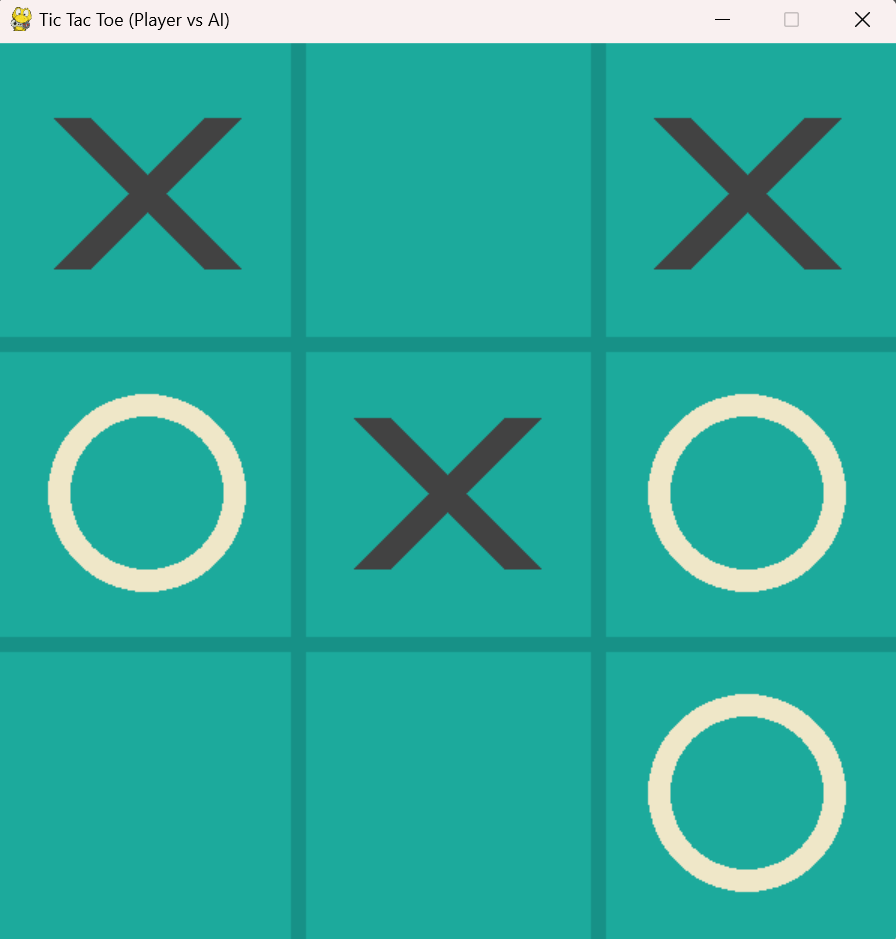 Tic Tac Toe (Player vs AI)
X X
O X O
O